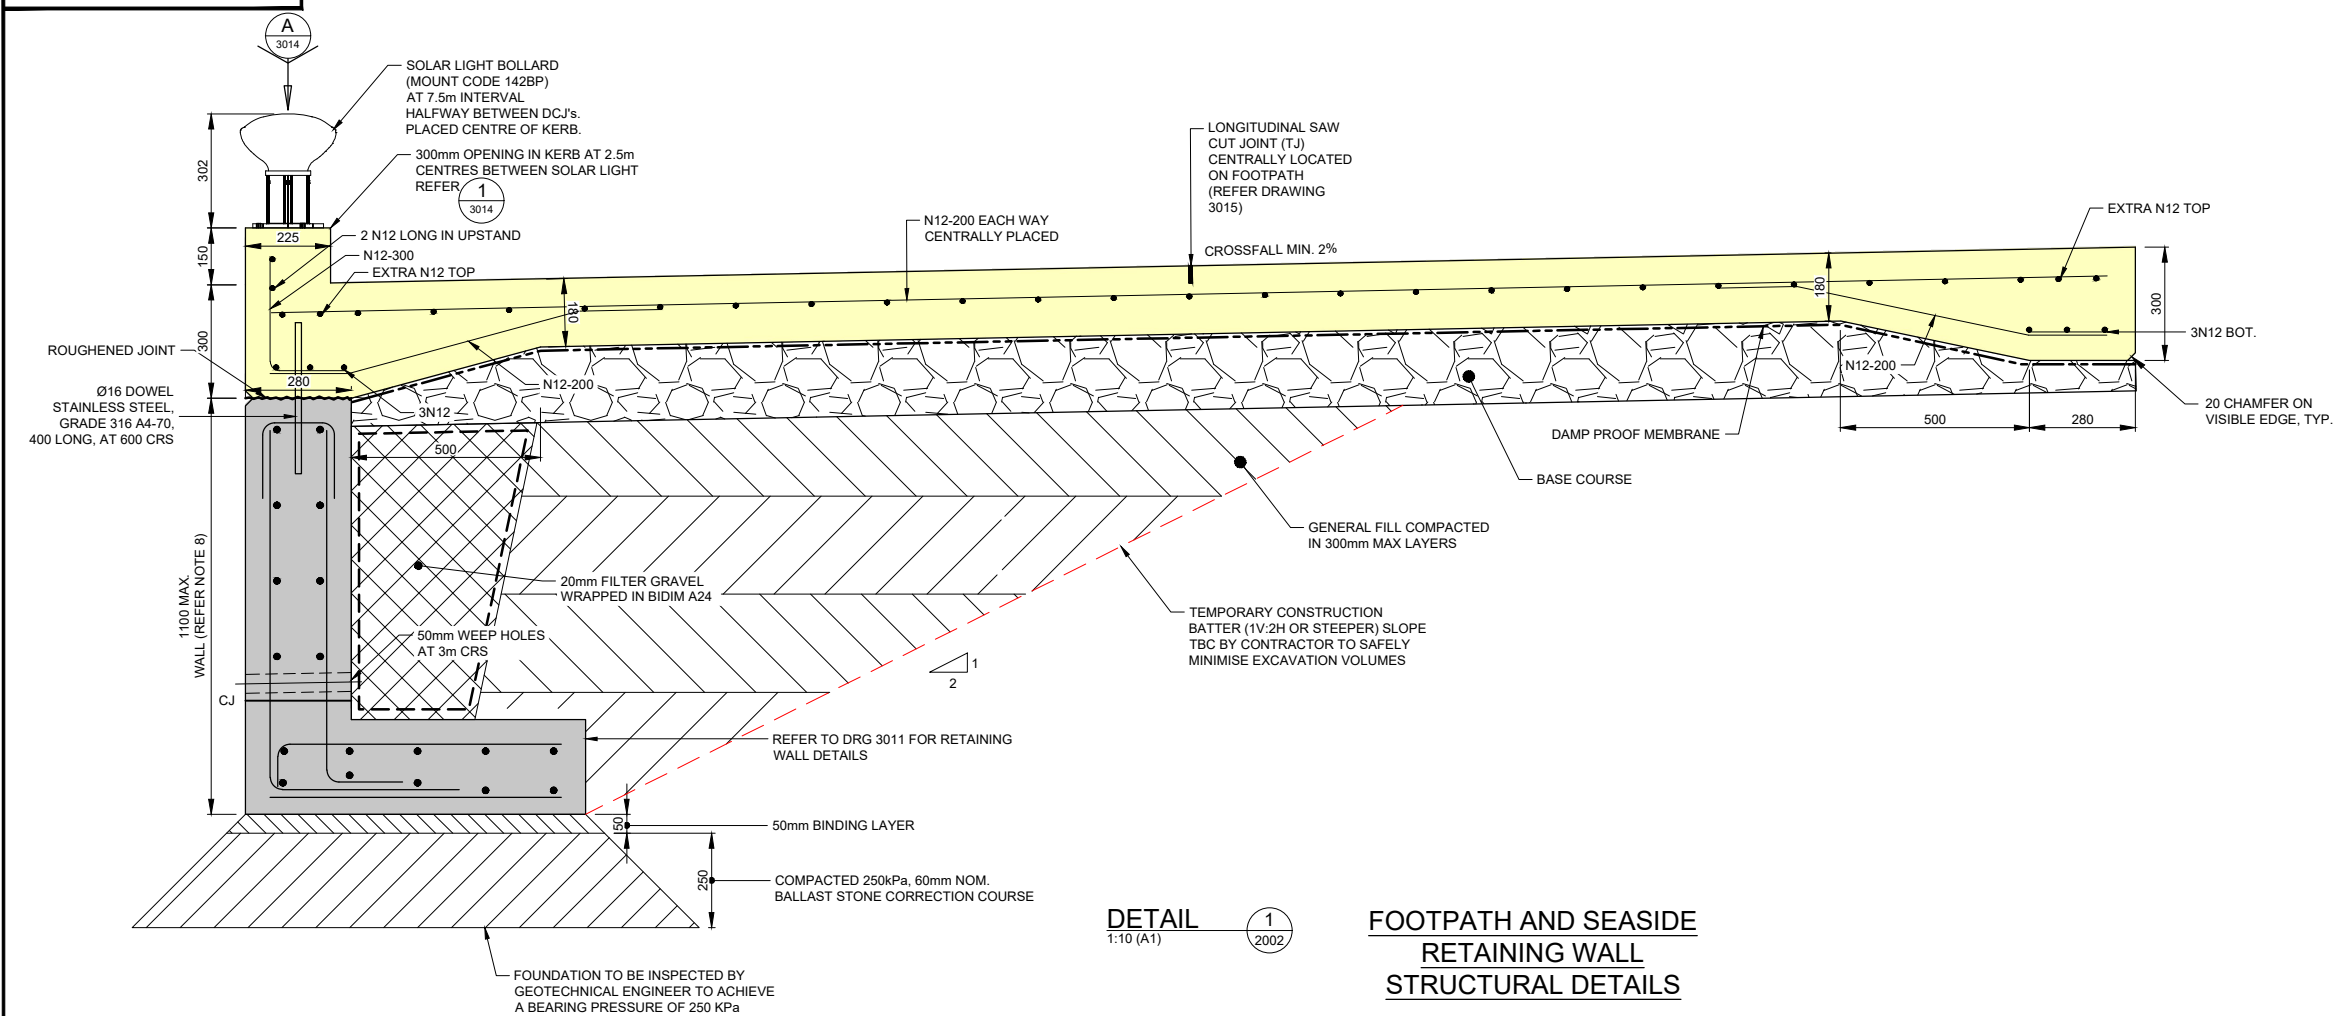 A
3014
SOLAR LIGHT BOLLARD
(MOUNT CODE 142BP)
AT 7.5m INTERVAL
HALFWAY BETWEEN DCJ's.
PLACED CENTRE OF KERB.
300mm OPENING IN KERB AT 2.5m
CENTRES BETWEEN SOLAR LIGHT
REFER
1
3014
302
225
150
2 N12 LONG IN UPSTAND
N12-300
EXTRA N12 TOP
300
180
N12-200 EACH WAY
CENTRALLY PLACED
LONGITUDINAL SAW
CUT JOINT (TJ)
CENTRALLY LOCATED
ON FOOTPATH
(REFER DRAWING
3015)
CROSSFALL MIN. 2%
EXTRA N12 TOP
180
300
3N12 BOT.
N12-200
20 CHAMFER ON
VISIBLE EDGE, TYP.
500
280
ROUGHENED JOINT
280
N12-200
3N12
Ø16 DOWEL
STAINLESS STEEL,
GRADE 316 A4-70,
400 LONG, AT 600 CRS
500
DAMP PROOF MEMBRANE
BASE COURSE
GENERAL FILL COMPACTED
IN 300mm MAX LAYERS
1100 MAX.
WALL (REFER NOTE 8)
20mm FILTER GRAVEL
WRAPPED IN BIDIM A24
50mm WEEP HOLES
AT 3m CRS
TEMPORARY CONSTRUCTION
BATTER (1V:2H OR STEEPER) SLOPE
TBC BY CONTRACTOR TO SAFELY
MINIMISE EXCAVATION VOLUMES
1
2
CJ
REFER TO DRG 3011 FOR RETAINING
WALL DETAILS
50
50mm BINDING LAYER
250
COMPACTED 250kPa, 60mm NOM.
BALLAST STONE CORRECTION COURSE
FOUNDATION TO BE INSPECTED BY
GEOTECHNICAL ENGINEER TO ACHIEVE
A BEARING PRESSURE OF 250 KPa
DETAIL
1:10 (A1)
1
2002
FOOTPATH AND SEASIDE
RETAINING WALL
STRUCTURAL DETAILS